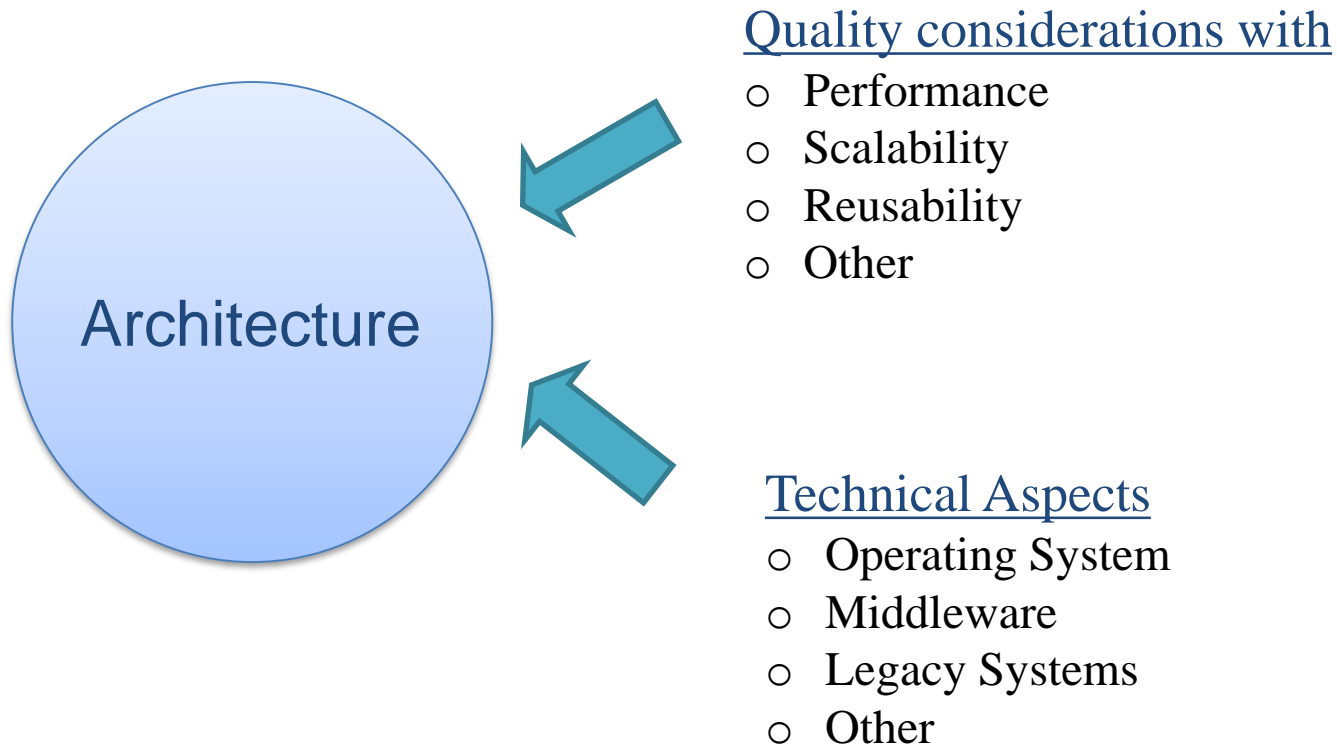 Quality considerations with
o Performance
o Scalability
o Reusability
o Other
Architecture
Technical Aspects
o Operating System
o Middleware
o Legacy Systems
o Other